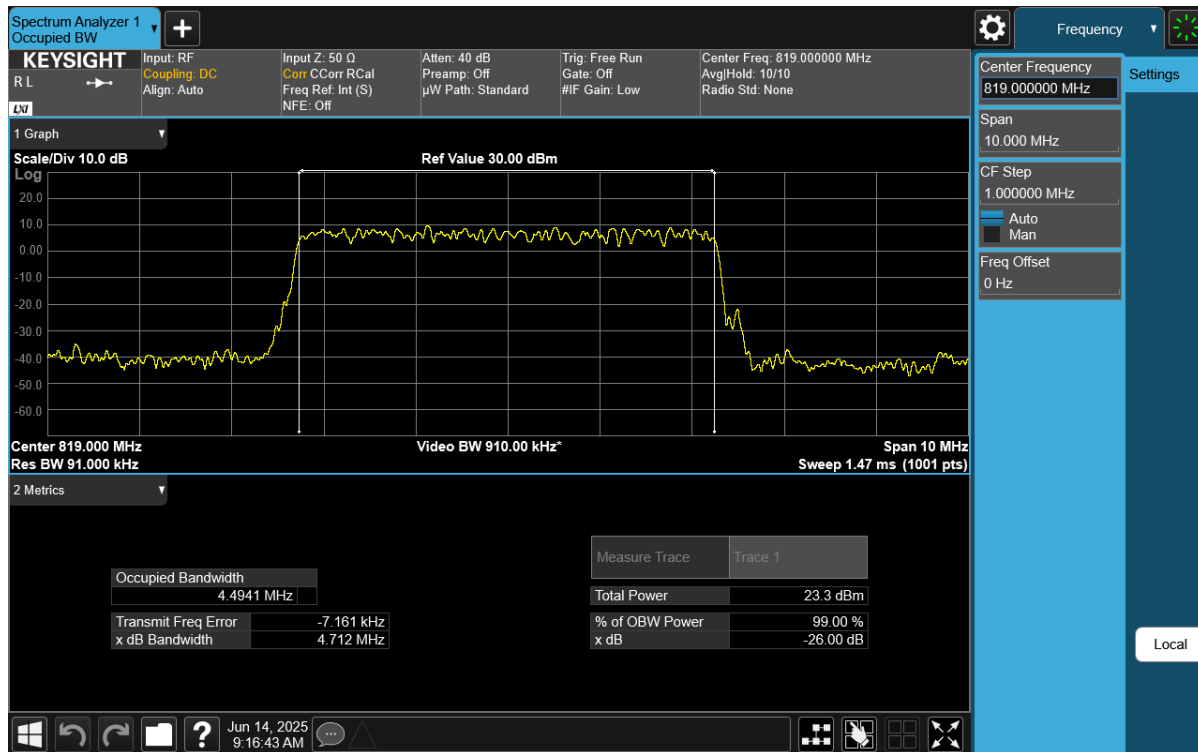 Spectrum Analyzer 1
Occupied BW
+
Frequency
KEYSIGHT
R L
LXI
Input: RF
Coupling: DC
Align: Auto
Input Z: 50 Ω
Corr CCorr RCal
Freq Ref: Int (S)
NFE: Off
Atten: 40 dB
Preamp: Off
µW Path: Standard
Trig: Free Run
Gate: Off
#IF Gain: Low
Center Freq: 819.000000 MHz
Avg|Hold: 10/10
Radio Std: None
Center Frequency
819.000000 MHz
Settings
Span
10.000 MHz
CF Step
1.000000 MHz
Auto
Man
Freq Offset
0 Hz
Local
1 Graph
Scale/Div 10.0 dB
Ref Value 30.00 dBm
Log
20.0
10.0
0.00
-10.0
-20.0
-30.0
-40.0
-50.0
-60.0
Center 819.000 MHz
Video BW 910.00 kHz*
Span 10 MHz
Res BW 91.000 kHz
Sweep 1.47 ms (1001 pts)
2 Metrics
Measure Trace
Trace 1
Occupied Bandwidth
4.4941 MHz
Total Power
23.3 dBm
Transmit Freq Error
-7.161 kHz
% of OBW Power
99.00 %
x dB Bandwidth
4.712 MHz
x dB
-26.00 dB
?
Jun 14, 2025
9:16:43 AM